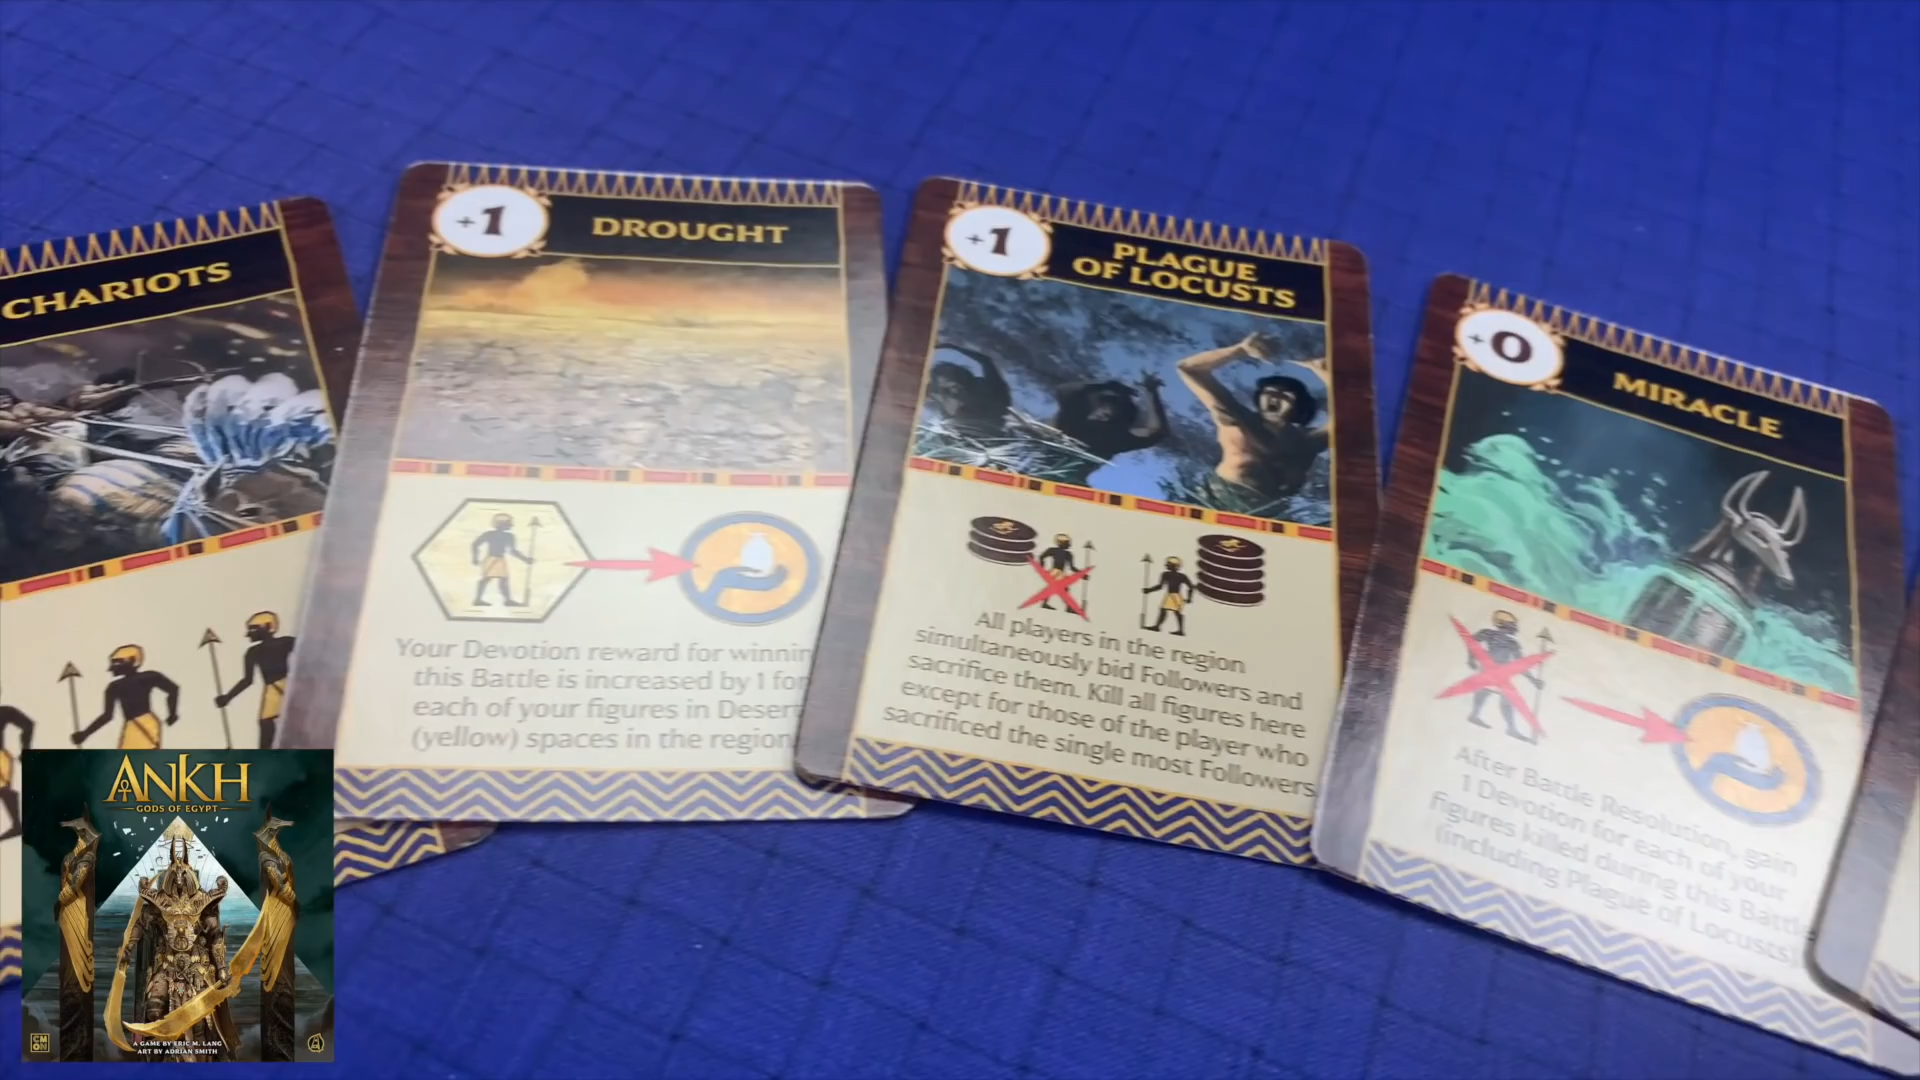 CHARIOTS
+1
DROUGHT
Your Devotion reward for
this Battle is increased by 1 for
each of your figures in Desert
(yellow) spaces in the region
+1
PLAGUE
OF LOCUSTS
All players in the region
simultaneously bid Followers and
sacrifice them. Kill all figures here
except for those of the player who
sacrificed the single most Followers
+0
MIRACLE
After Battle Resolution, gain
1 Devotion for each of your
figures killed during this Battle
(including Plague of Locusts)
ANKH
GODS OF EGYPT
CM
ON
A GAME BY ERIC M. LANG
ART BY ADRIAN SMITH